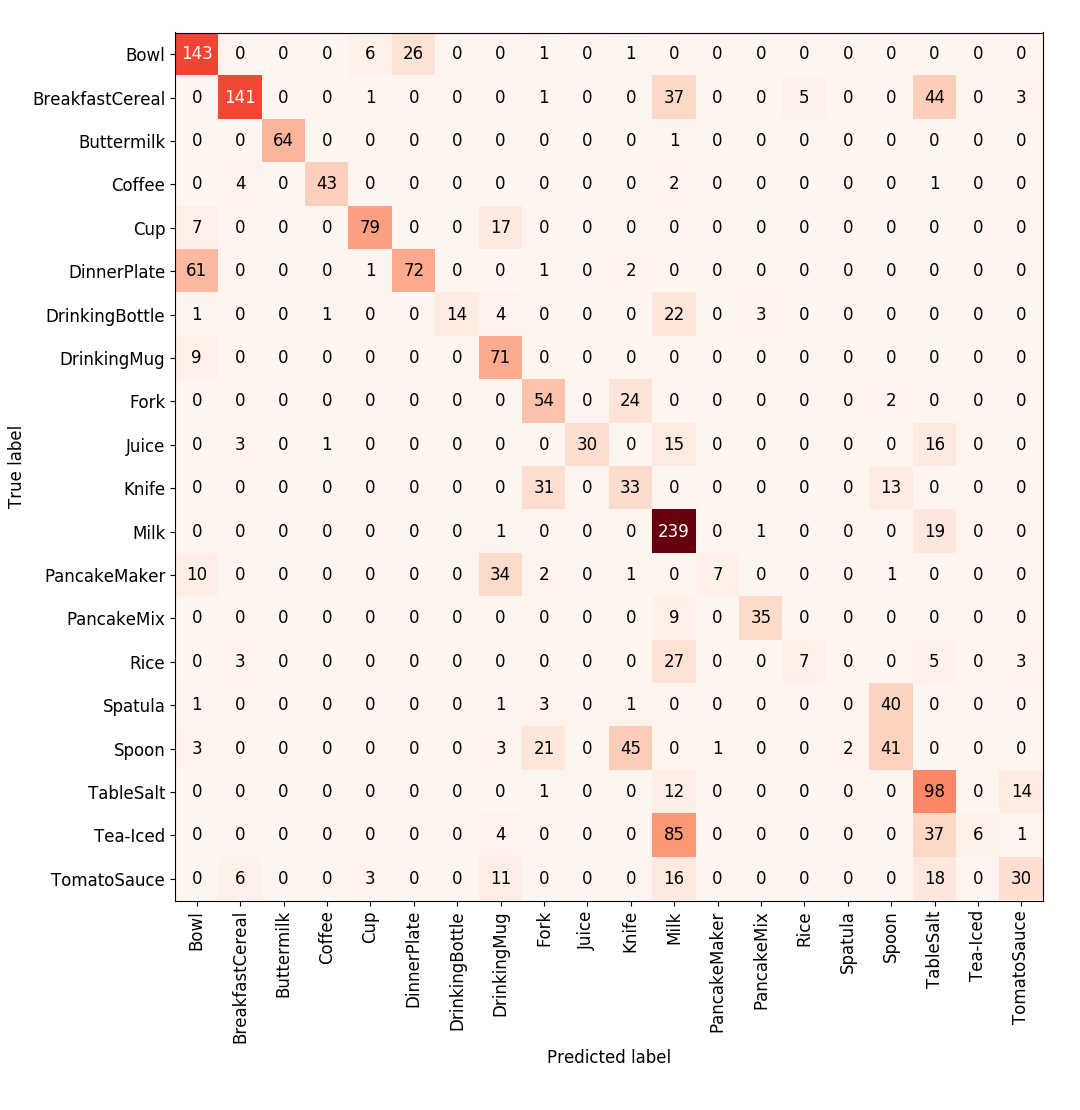 Bowl 143 0 0 0 6 26 0 0 1 0 1 0 0 0 0 0 0 0 0 0
BreakfastCereal 0 141 0 0 1 0 0 0 1 0 0 37 0 0 5 0 0 44 0 3
Buttermilk 0 0 64 0 0 0 0 0 0 0 0 1 0 0 0 0 0 0 0 0
Coffee 0 4 0 43 0 0 0 0 0 0 0 2 0 0 0 0 0 1 0 0
Cup 7 0 0 0 79 0 0 17 0 0 0 0 0 0 0 0 0 0 0 0
DinnerPlate 61 0 0 0 1 72 0 0 1 0 2 0 0 0 0 0 0 0 0 0
DrinkingBottle 1 0 0 1 0 0 14 4 0 0 0 22 0 3 0 0 0 0 0 0
DrinkingMug 9 0 0 0 0 0 0 71 0 0 0 0 0 0 0 0 0 0 0 0
Fork 0 0 0 0 0 0 0 0 54 0 24 0 0 0 0 0 2 0 0 0
Juice 0 3 0 1 0 0 0 0 0 30 0 15 0 0 0 0 0 16 0 0
Knife 0 0 0 0 0 0 0 0 31 0 33 0 0 0 0 0 13 0 0 0
Milk 0 0 0 0 0 0 0 1 0 0 0 239 0 1 0 0 0 19 0 0
PancakeMaker 10 0 0 0 0 0 0 34 2 0 1 0 7 0 0 0 1 0 0 0
PancakeMix 0 0 0 0 0 0 0 0 0 0 0 9 0 35 0 0 0 0 0 0
Rice 0 3 0 0 0 0 0 0 0 0 0 27 0 0 7 0 0 5 0 3
Spatula 1 0 0 0 0 0 0 1 3 0 1 0 0 0 0 0 40 0 0 0
Spoon 3 0 0 0 0 0 0 3 21 0 45 0 1 0 0 2 41 0 0 0
TableSalt 0 0 0 0 0 0 0 0 1 0 0 12 0 0 0 0 0 98 0 14
Tea-Iced 0 0 0 0 0 0 0 4 0 0 0 85 0 0 0 0 0 37 6 1
TomatoSauce 0 6 0 0 3 0 0 11 0 0 0 16 0 0 0 0 0 18 0 30
True label
Bowl
BreakfastCereal
Buttermilk
Coffee
Cup
DinnerPlate
DrinkingBottle
DrinkingMug
Fork
Juice
Knife
Milk
PancakeMaker
PancakeMix
Rice
Spatula
Spoon
TableSalt
Tea-Iced
TomatoSauce
Predicted label